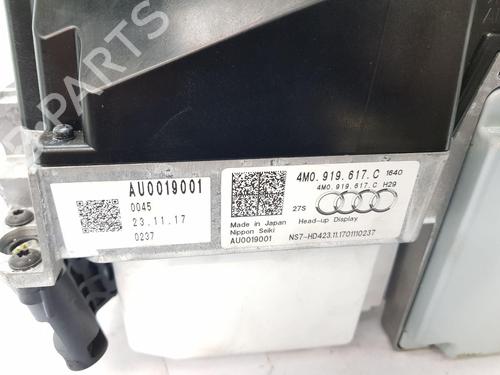 PARTS
AU0019001
0045
23.11.17
0237
4M0.919.617.C 1640
4M0.919.617.C H29
27S
Head-up Display
Made in Japan
Nippon Seiki
AU0019001 NS7-HD423.11.1701110237